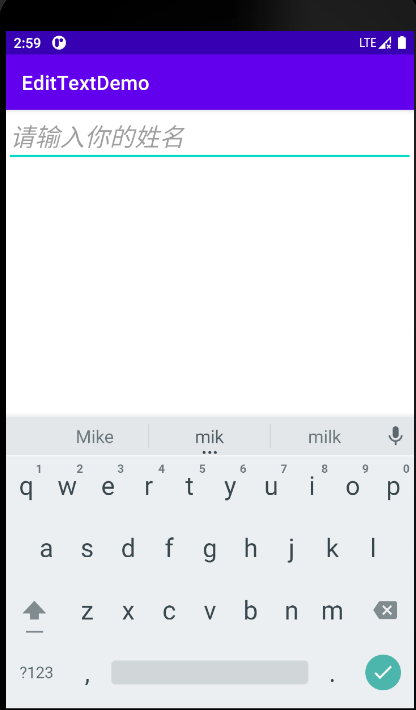 2:59 LTE
EditTextDemo
请输入你的姓名
Mike mik milk
1 2 3 4 5 6 7 8 9 0
q w e r t y u i o p
a s d f g h j k l
z x c v b n m
?123 , .